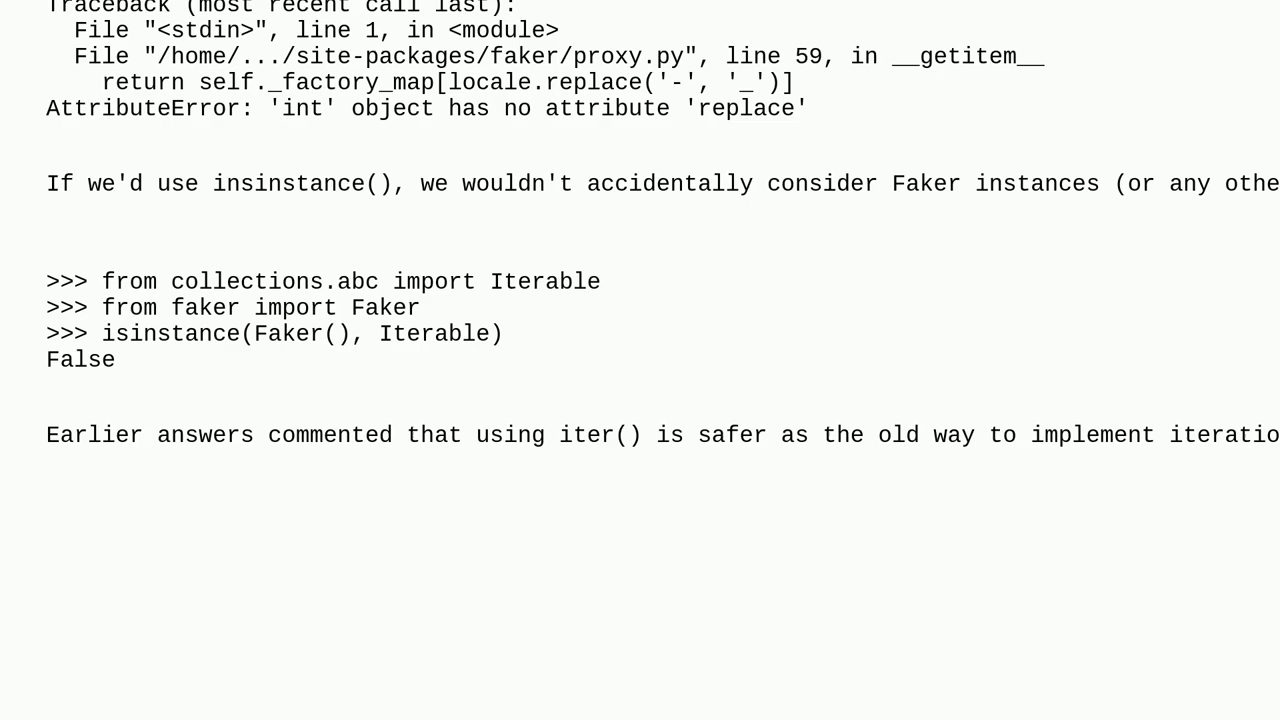 Traceback (most recent call last):
  File "<stdin>", line 1, in <module>
  File "/home/.../site-packages/faker/proxy.py", line 59, in __getitem__
    return self._factory_map[locale.replace('-', '_')]
AttributeError: 'int' object has no attribute 'replace'
If we'd use insinstance(), we wouldn't accidentally consider Faker instances (or any othe
>>> from collections.abc import Iterable
>>> from faker import Faker
>>> isinstance(Faker(), Iterable)
False
Earlier answers commented that using iter() is safer as the old way to implement iteratio